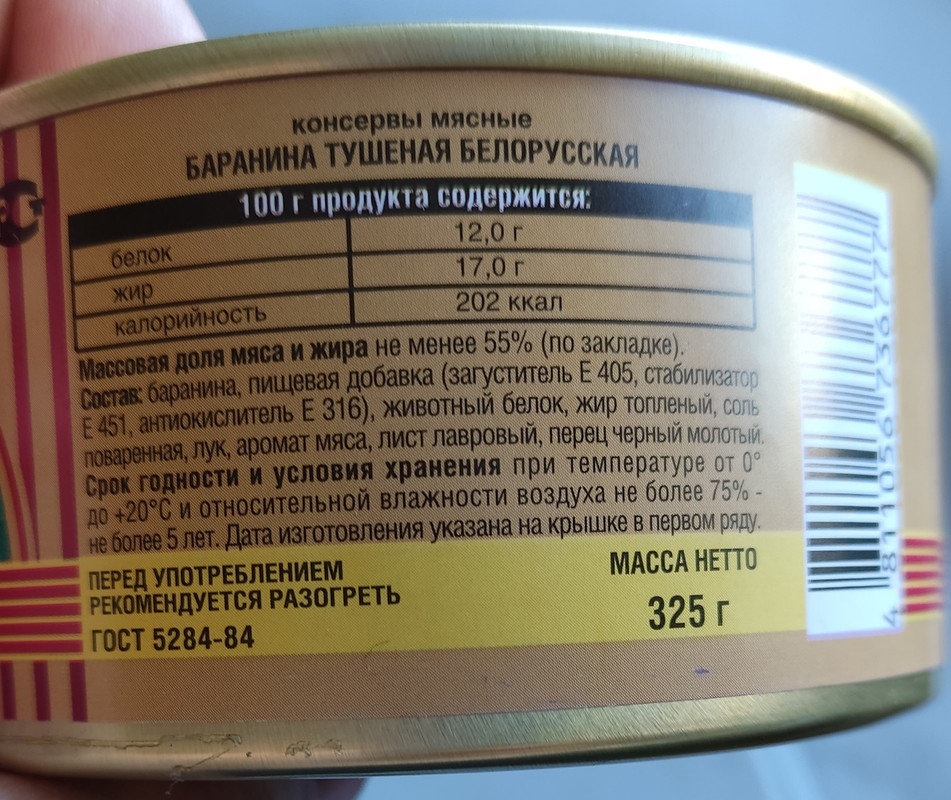 консервы мясные
БАРАНИНА ТУШЕНАЯ БЕЛОРУССКАЯ
100 г продукта содержится:
белок 12,0 г
жир 17,0 г
калорийность 202 ккал
Массовая доля мяса и жира не менее 55% (по закладке).
Состав: баранина, пищевая добавка (загуститель Е 405, стабилизатор
Е 451, антиокислитель Е 316), животный белок, жир топленый, соль
поваренная, лук, аромат мяса, лист лавровый, перец черный молотый.
Срок годности и условия хранения при температуре от 0°
до +20°С и относительной влажности воздуха не более 75% -
не более 5 лет. Дата изготовления указана на крышке в первом ряду.
ПЕРЕД УПОТРЕБЛЕНИЕМ
РЕКОМЕНДУЕТСЯ РАЗОГРЕТЬ
ГОСТ 5284-84
МАССА НЕТТО
325 г
4 811056 736777